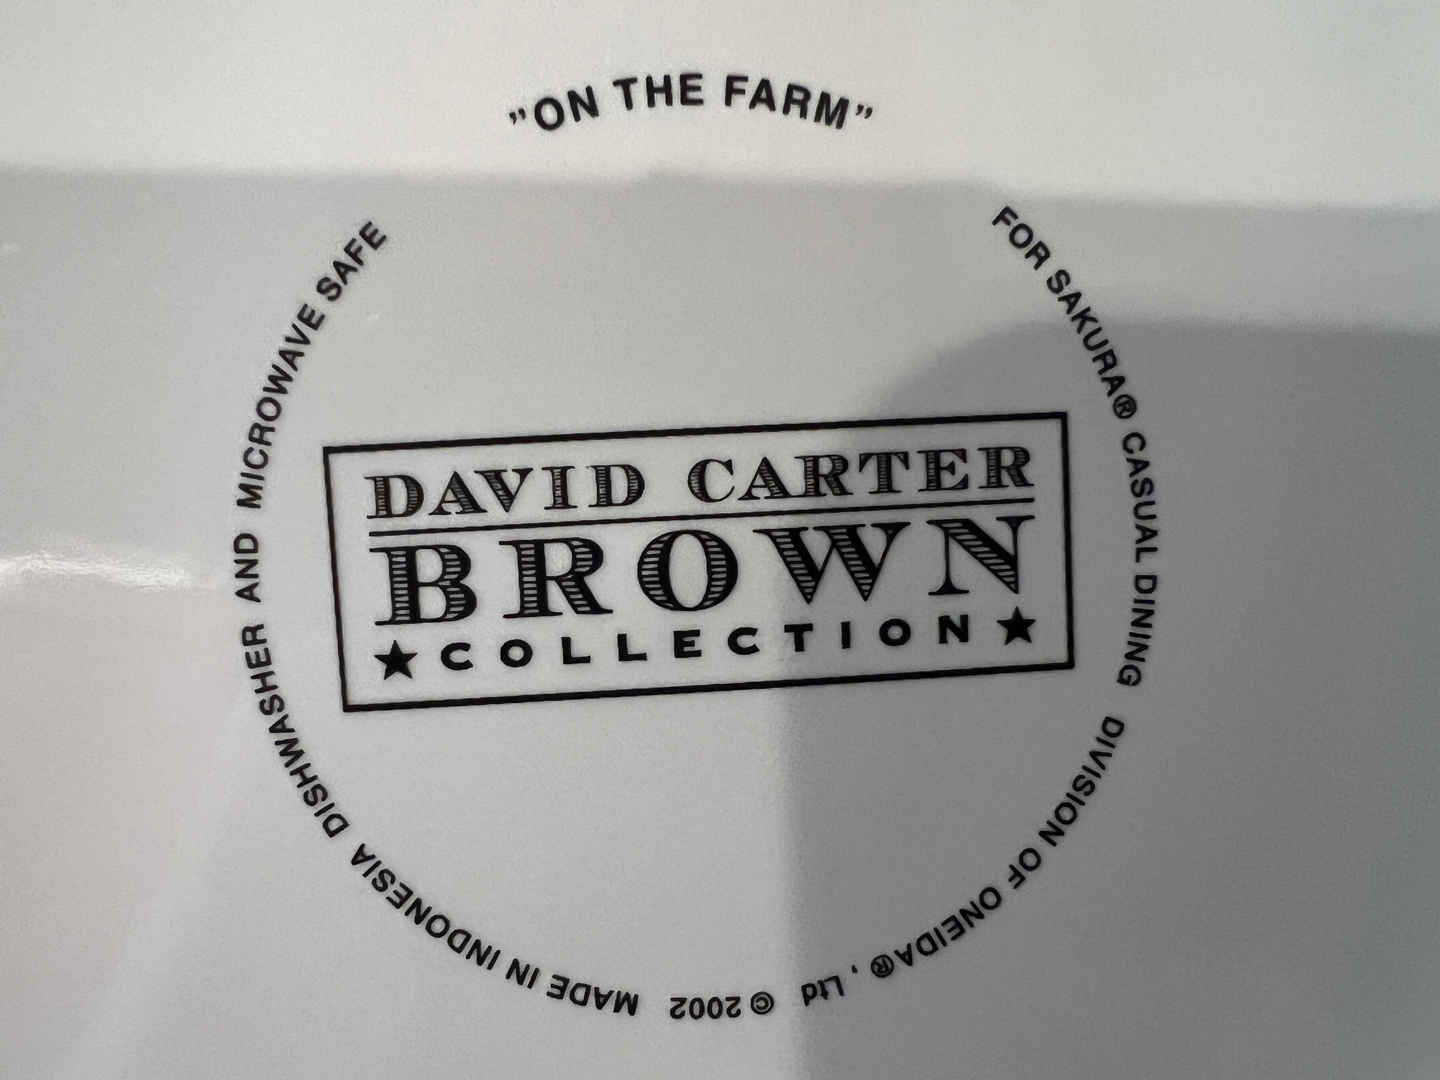 ”ON THE FARM”
FOR SAKURA® CASUAL DINING DIVISION OF ONEIDA®, Ltd © 2002 MADE IN INDONESIA DISHWASHER AND MICROWAVE SAFE
DAVID CARTER
BROWN
★ COLLECTION ★